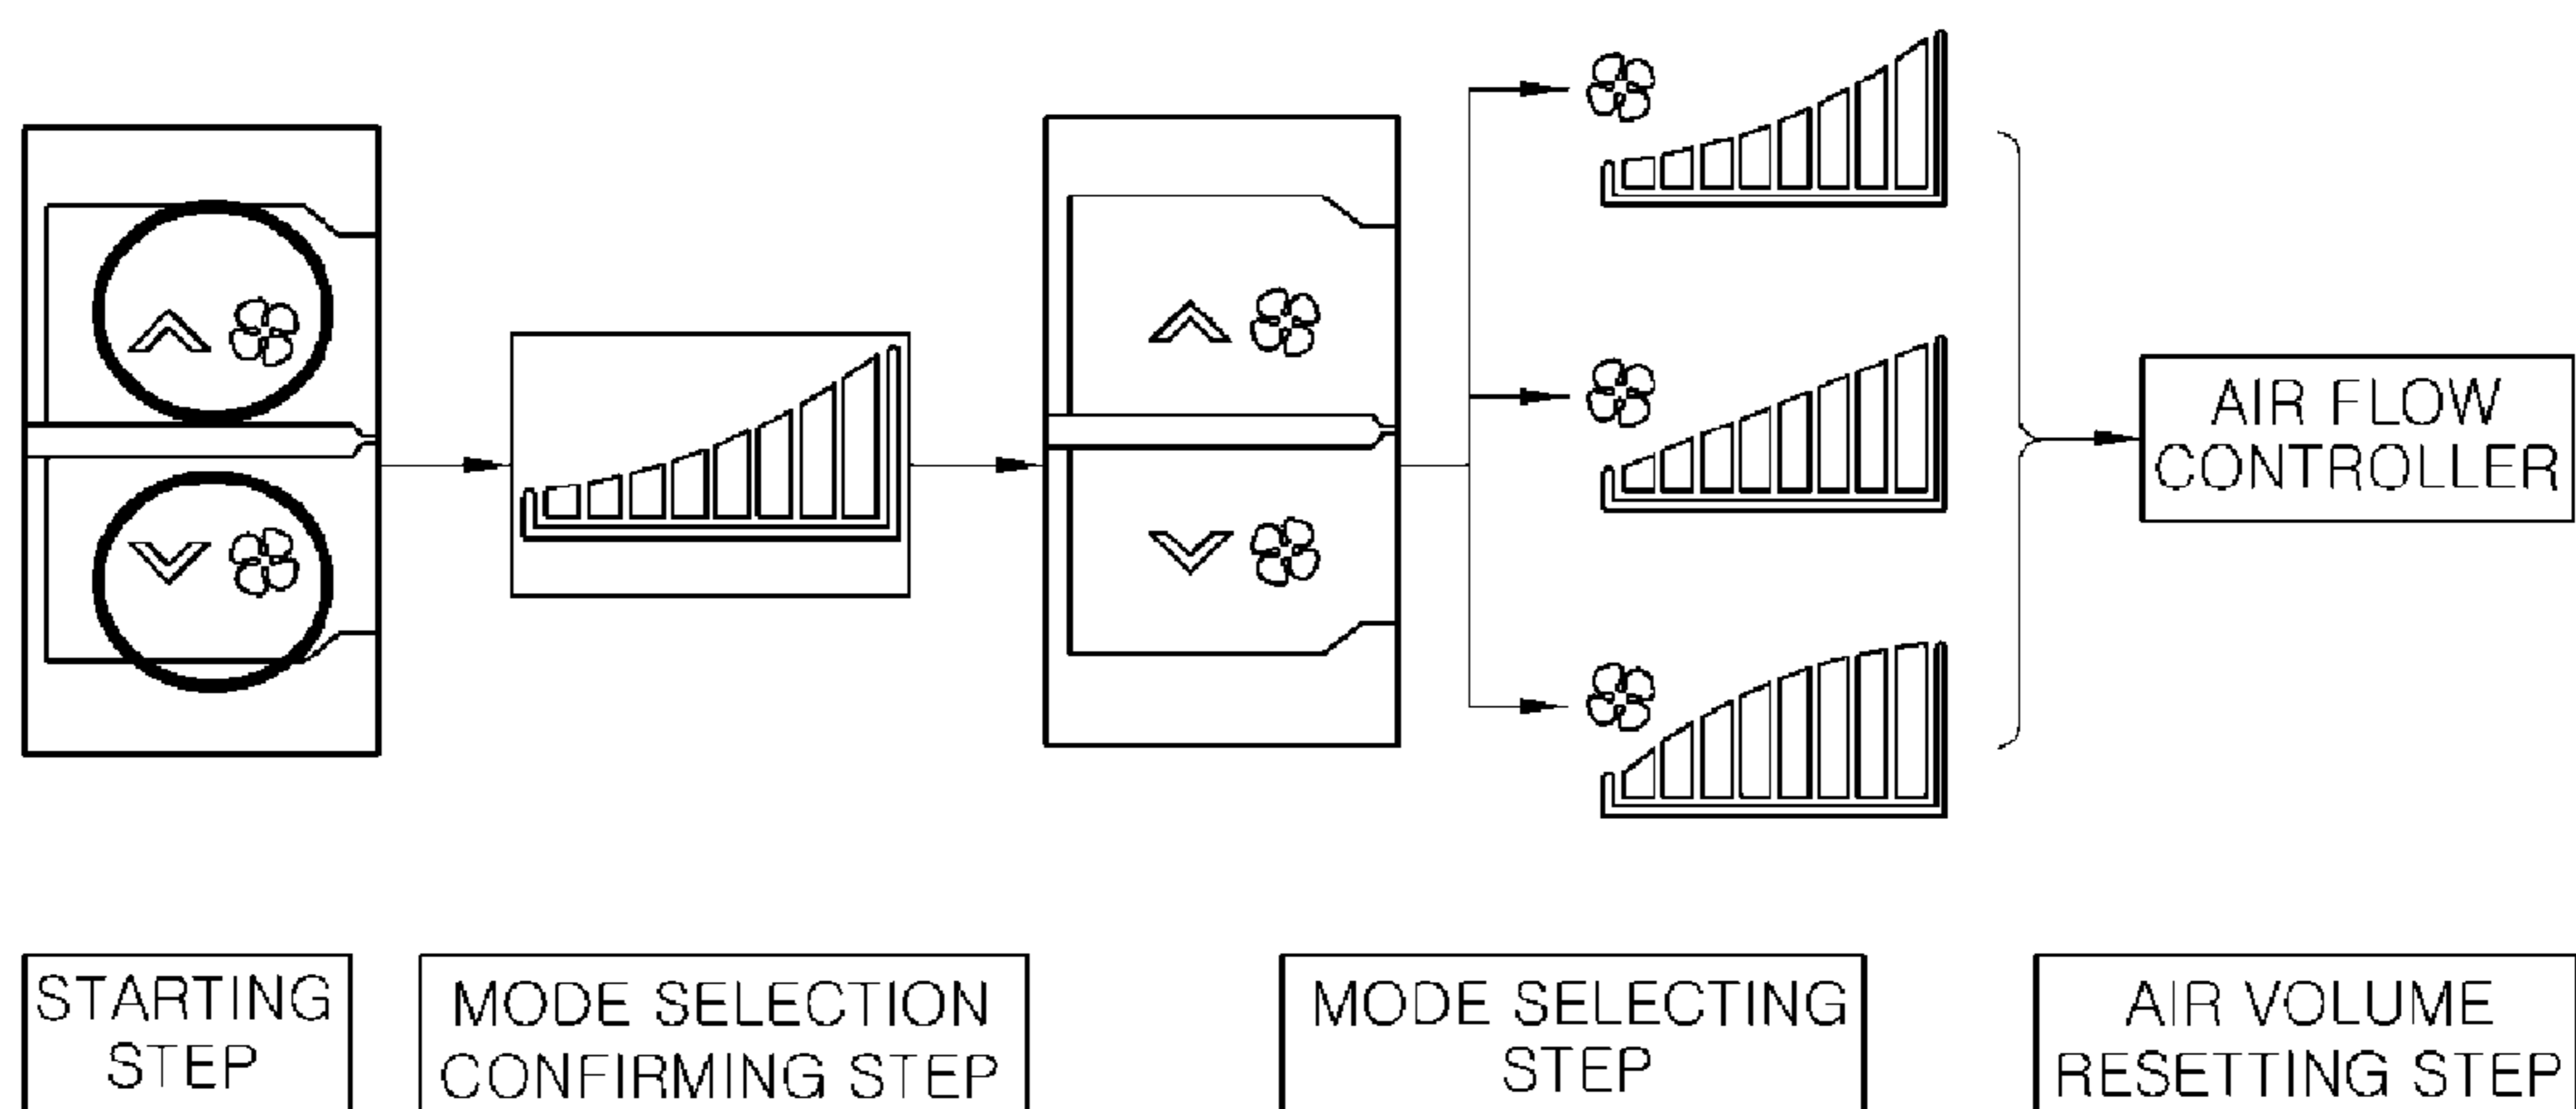 AIR FLOW
CONTROLLER
STARTING
STEP
MODE SELECTION
CONFIRMING STEP
MODE SELECTING
STEP
AIR VOLUME
RESETTING STEP